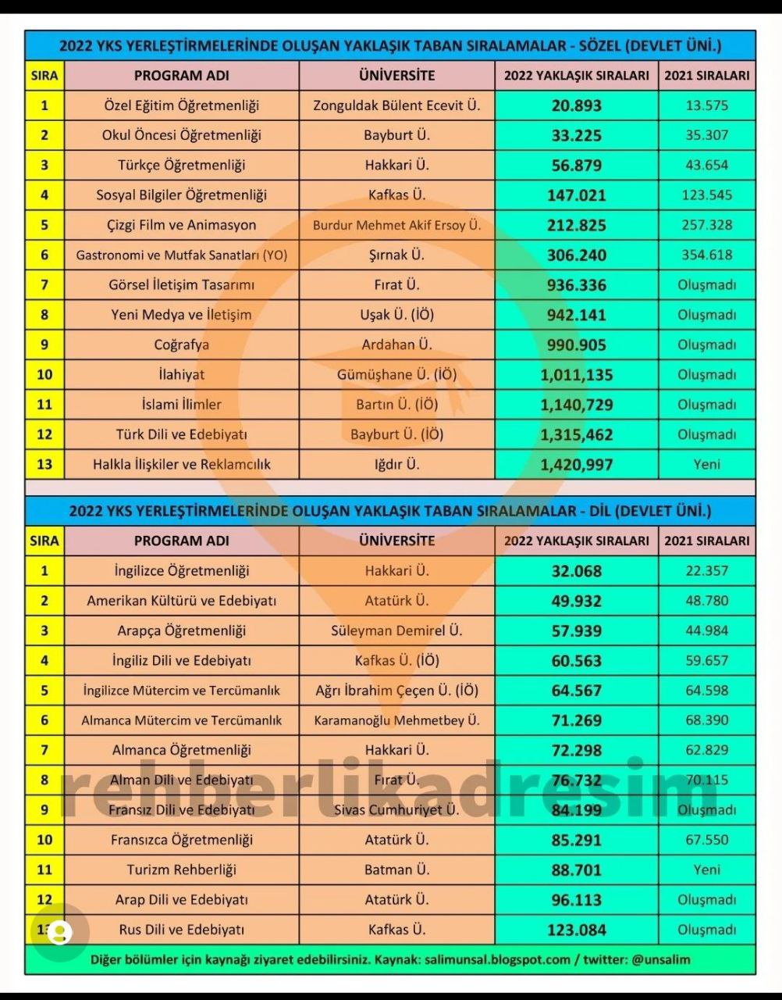 2022 YKS YERLEŞTİRMELERİNDE OLUŞAN YAKLAŞIK TABAN SIRALAMALAR - SÖZEL (DEVLET ÜNİ.)
SIRA PROGRAM ADI ÜNİVERSİTE 2022 YAKLAŞIK SIRALARI 2021 SIRALARI
1 Özel Eğitim Öğretmenliği Zonguldak Bülent Ecevit Ü. 20.893 13.575
2 Okul Öncesi Öğretmenliği Bayburt Ü. 33.225 35.307
3 Türkçe Öğretmenliği Hakkari Ü. 56.879 43.654
4 Sosyal Bilgiler Öğretmenliği Kafkas Ü. 147.021 123.545
5 Çizgi Film ve Animasyon Burdur Mehmet Akif Ersoy Ü. 212.825 257.328
6 Gastronomi ve Mutfak Sanatları (YO) Şırnak Ü. 306.240 354.618
7 Görsel İletişim Tasarımı Fırat Ü. 936.336 Oluşmadı
8 Yeni Medya ve İletişim Uşak Ü. (İÖ) 942.141 Oluşmadı
9 Coğrafya Ardahan Ü. 990.905 Oluşmadı
10 İlahiyat Gümüşhane Ü. (İÖ) 1,011,135 Oluşmadı
11 İslami İlimler Bartın Ü. (İÖ) 1,140,729 Oluşmadı
12 Türk Dili ve Edebiyatı Bayburt Ü. (İÖ) 1,315,462 Oluşmadı
13 Halkla İlişkiler ve Reklamcılık Iğdır Ü. 1,420,997 Yeni
2022 YKS YERLEŞTİRMELERİNDE OLUŞAN YAKLAŞIK TABAN SIRALAMALAR - DİL (DEVLET ÜNİ.)
SIRA PROGRAM ADI ÜNİVERSİTE 2022 YAKLAŞIK SIRALARI 2021 SIRALARI
1 İngilizce Öğretmenliği Hakkari Ü. 32.068 22.357
2 Amerikan Kültürü ve Edebiyatı Atatürk Ü. 49.932 48.780
3 Arapça Öğretmenliği Süleyman Demirel Ü. 57.939 44.984
4 İngiliz Dili ve Edebiyatı Kafkas Ü. (İÖ) 60.563 59.657
5 İngilizce Mütercim ve Tercümanlık Ağrı İbrahim Çeçen Ü. (İÖ) 64.567 64.598
6 Almanca Mütercim ve Tercümanlık Karamanoğlu Mehmetbey Ü. 71.269 68.390
7 Almanca Öğretmenliği Hakkari Ü. 72.298 62.829
8 Alman Dili ve Edebiyatı Fırat Ü. 76.732 70.115
rehberlikadresim
9 Fransız Dili ve Edebiyatı Sivas Cumhuriyet Ü. 84.199 Oluşmadı
10 Fransızca Öğretmenliği Atatürk Ü. 85.291 67.550
11 Turizm Rehberliği Batman Ü. 88.701 Yeni
12 Arap Dili ve Edebiyatı Atatürk Ü. 96.113 Oluşmadı
13 Rus Dili ve Edebiyatı Kafkas Ü. 123.084 Oluşmadı
Diğer bölümler için kaynağı ziyaret edebilirsiniz. Kaynak: salimunsal.blogspot.com / twitter: @unsalim